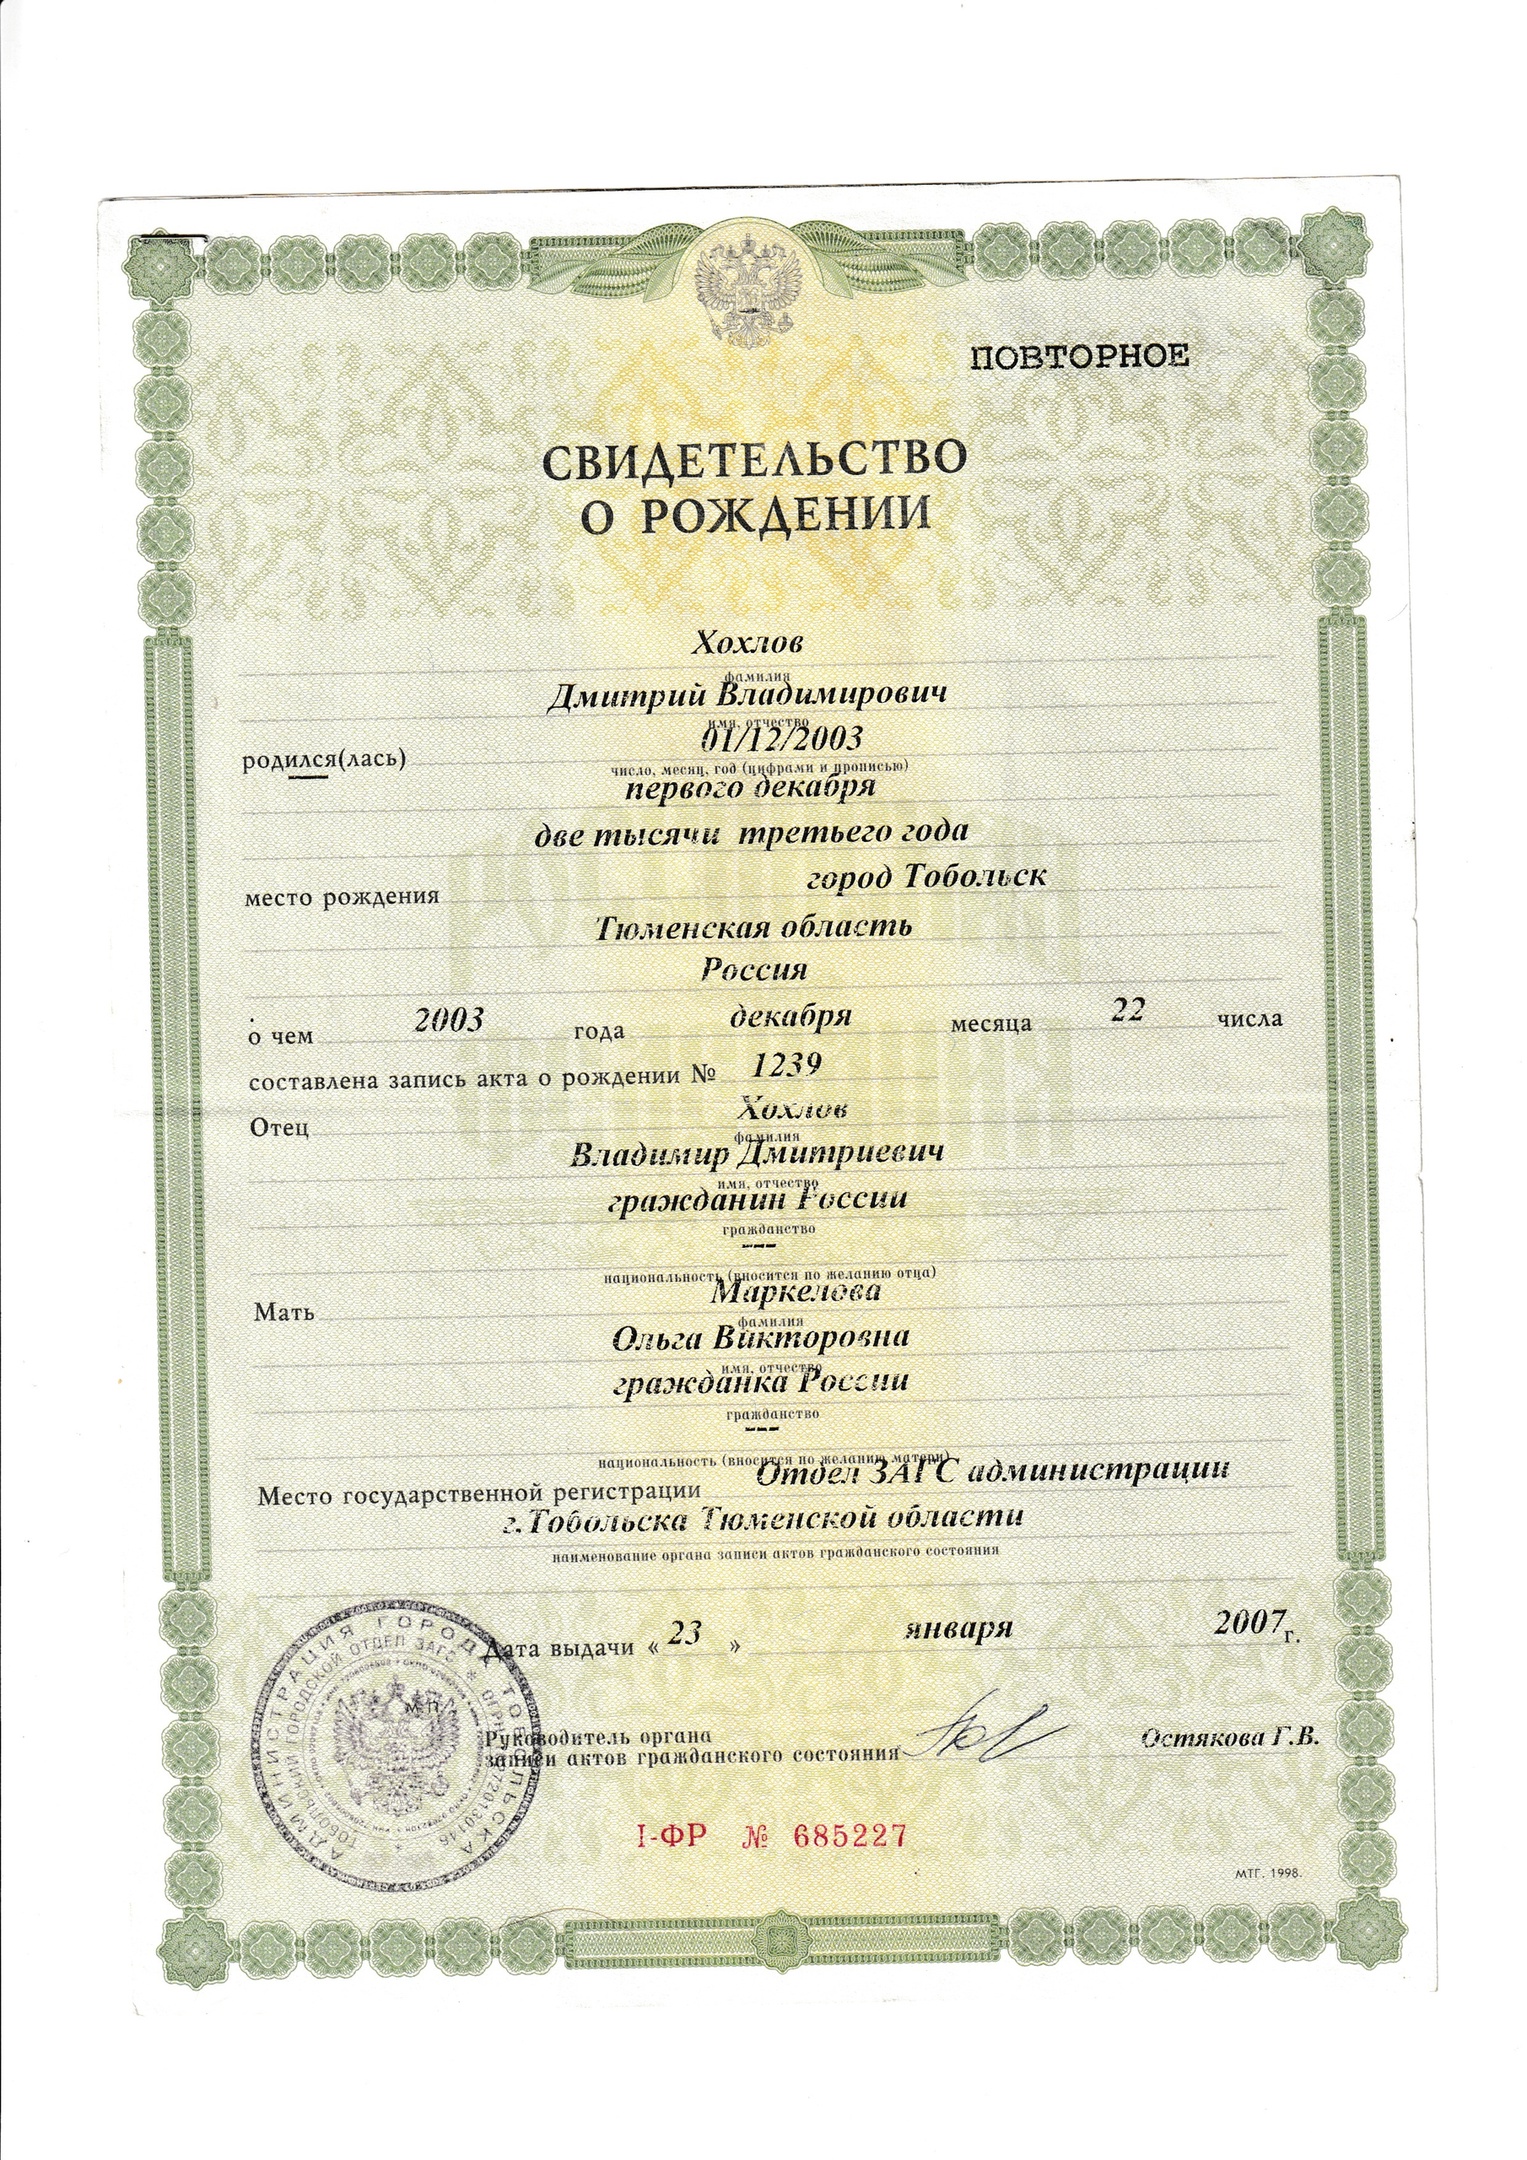 ПОВТОРНОЕ
СВИДЕТЕЛЬСТВО
О РОЖДЕНИИ
Хохлов
фамилия
Дмитрий Владимирович
имя, отчество
родился(лась) 01/12/2003
число, месяц, год (цифрами и прописью)
первого декабря
две тысячи третьего года
место рождения город Тобольск
Тюменская область
Россия
о чем 2003 года декабря месяца 22 числа
составлена запись акта о рождении № 1239
Отец Хохлов
фамилия
Владимир Дмитриевич
имя, отчество
гражданин России
гражданство
---
национальность (вносится по желанию отца)
Мать Маркелова
фамилия
Ольга Викторовна
имя, отчество
гражданка России
гражданство
---
национальность (вносится по желанию матери)
Место государственной регистрации Отдел ЗАГС администрации
г.Тобольска Тюменской области
наименование органа записи актов гражданского состояния
Дата выдачи « 23 » января 2007 г.
М П
Руководитель органа
записи актов гражданского состояния Остякова Г.В.
I-ФР № 685227
МТГ. 1998.
АДМИНИСТРАЦИЯ ГОРОДА ТОБОЛЬСКА
ТОБОЛЬСКИЙ ГОРОДСКОЙ ОТДЕЛ ЗАГС